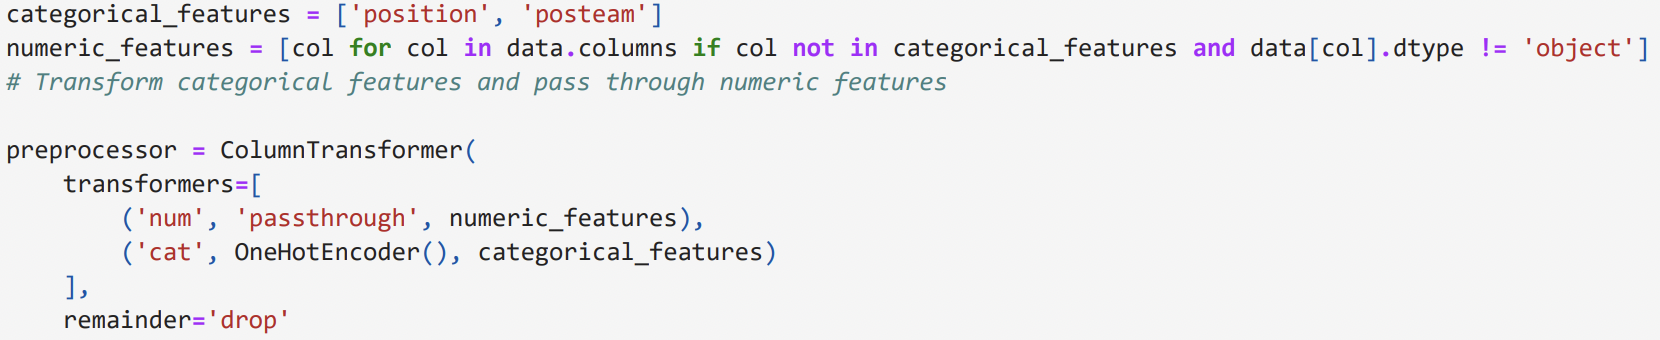 categorical_features = ['position', 'posteam']
numeric_features = [col for col in data.columns if col not in categorical_features and data[col].dtype != 'object']
# Transform categorical features and pass through numeric features
preprocessor = ColumnTransformer(
    transformers=[
        ('num', 'passthrough', numeric_features),
        ('cat', OneHotEncoder(), categorical_features)
    ],
    remainder='drop'